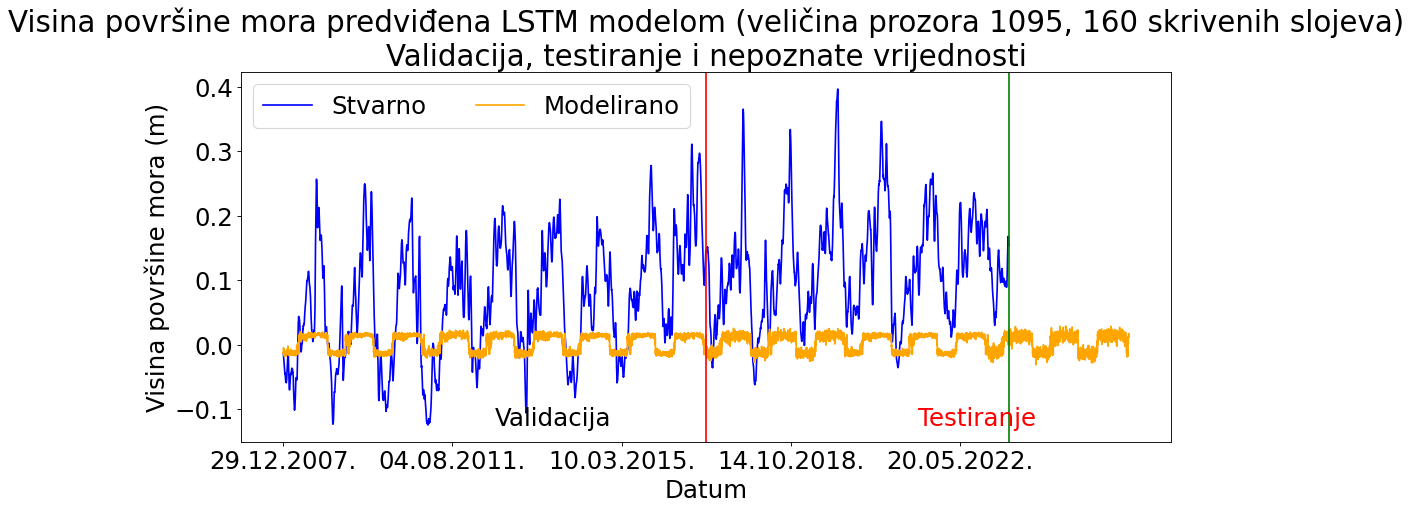 Visina površine mora predviđena LSTM modelom (veličina prozora 1095, 160 skrivenih slojeva)
Validacija, testiranje i nepoznate vrijednosti
Stvarno
Modelirano
Visina površine mora (m)
0.4
0.3
0.2
0.1
0.0
−0.1
Validacija
Testiranje
29.12.2007.
04.08.2011.
10.03.2015.
14.10.2018.
20.05.2022.
Datum